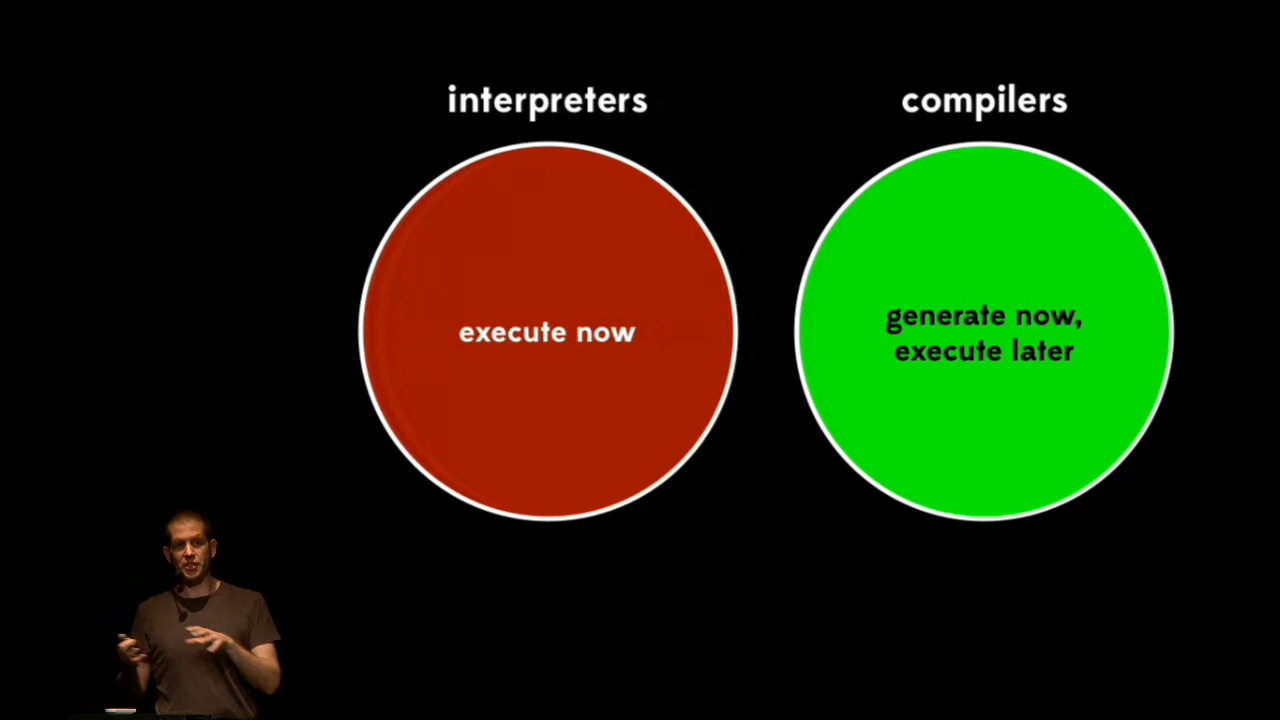 interpreters
compilers
execute now
generate now,
execute later